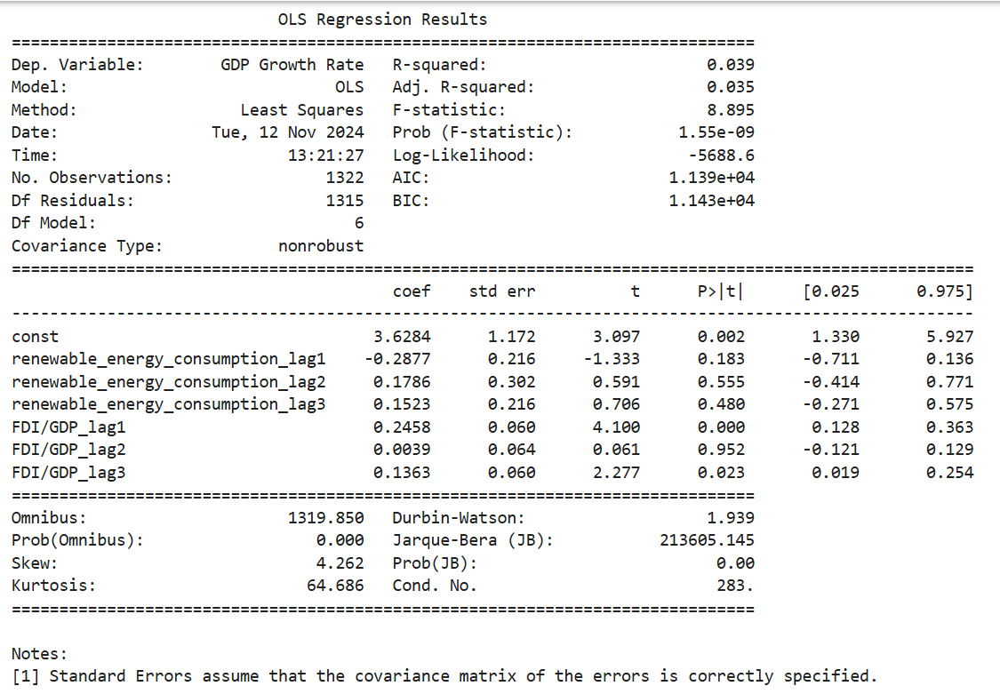 OLS Regression Results
==============================================================================
Dep. Variable: GDP Growth Rate R-squared: 0.039
Model: OLS Adj. R-squared: 0.035
Method: Least Squares F-statistic: 8.895
Date: Tue, 12 Nov 2024 Prob (F-statistic): 1.55e-09
Time: 13:21:27 Log-Likelihood: -5688.6
No. Observations: 1322 AIC: 1.139e+04
Df Residuals: 1315 BIC: 1.143e+04
Df Model: 6
Covariance Type: nonrobust
=====================================================================================================
coef std err t P>|t| [0.025 0.975]
-----------------------------------------------------------------------------------------------------
const 3.6284 1.172 3.097 0.002 1.330 5.927
renewable_energy_consumption_lag1 -0.2877 0.216 -1.333 0.183 -0.711 0.136
renewable_energy_consumption_lag2 0.1786 0.302 0.591 0.555 -0.414 0.771
renewable_energy_consumption_lag3 0.1523 0.216 0.706 0.480 -0.271 0.575
FDI/GDP_lag1 0.2458 0.060 4.100 0.000 0.128 0.363
FDI/GDP_lag2 0.0039 0.064 0.061 0.952 -0.121 0.129
FDI/GDP_lag3 0.1363 0.060 2.277 0.023 0.019 0.254
==============================================================================
Omnibus: 1319.850 Durbin-Watson: 1.939
Prob(Omnibus): 0.000 Jarque-Bera (JB): 213605.145
Skew: 4.262 Prob(JB): 0.00
Kurtosis: 64.686 Cond. No. 283.
==============================================================================
Notes:
[1] Standard Errors assume that the covariance matrix of the errors is correctly specified.